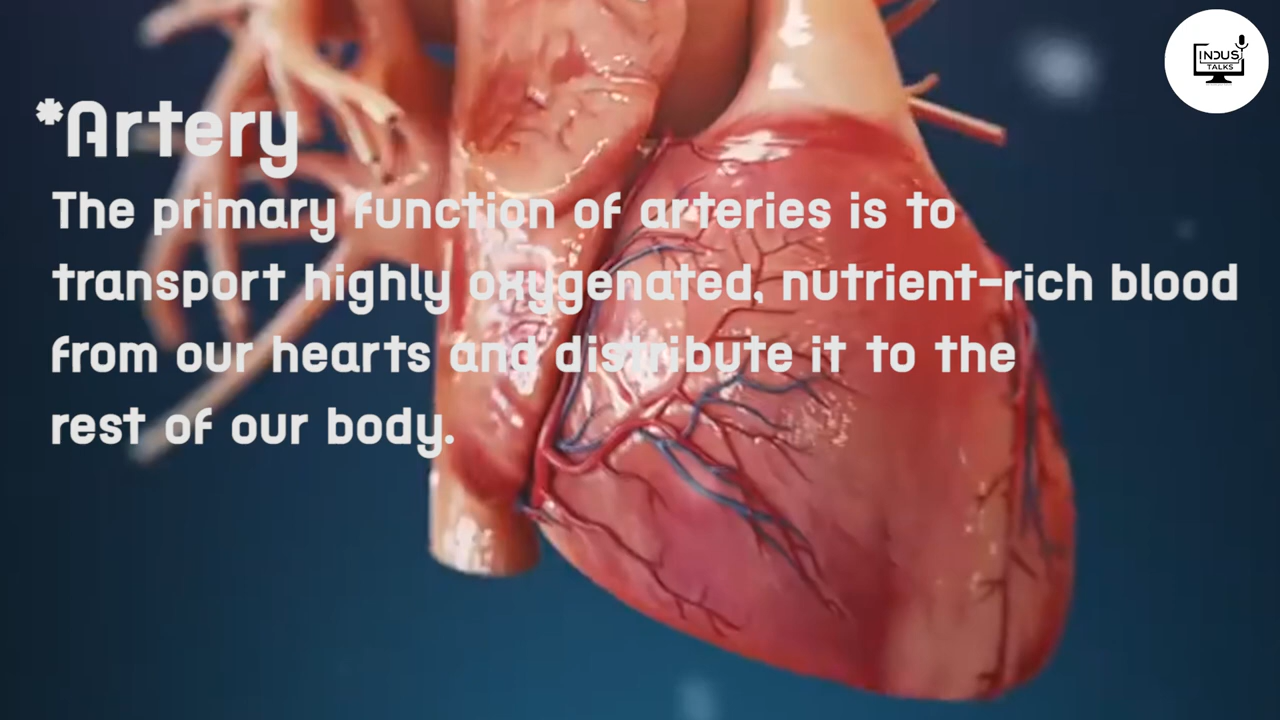 *Artery
The primary function of arteries is to
transport highly oxygenated, nutrient-rich blood
from our hearts and distribute it to the
rest of our body.
INDUS
TALKS